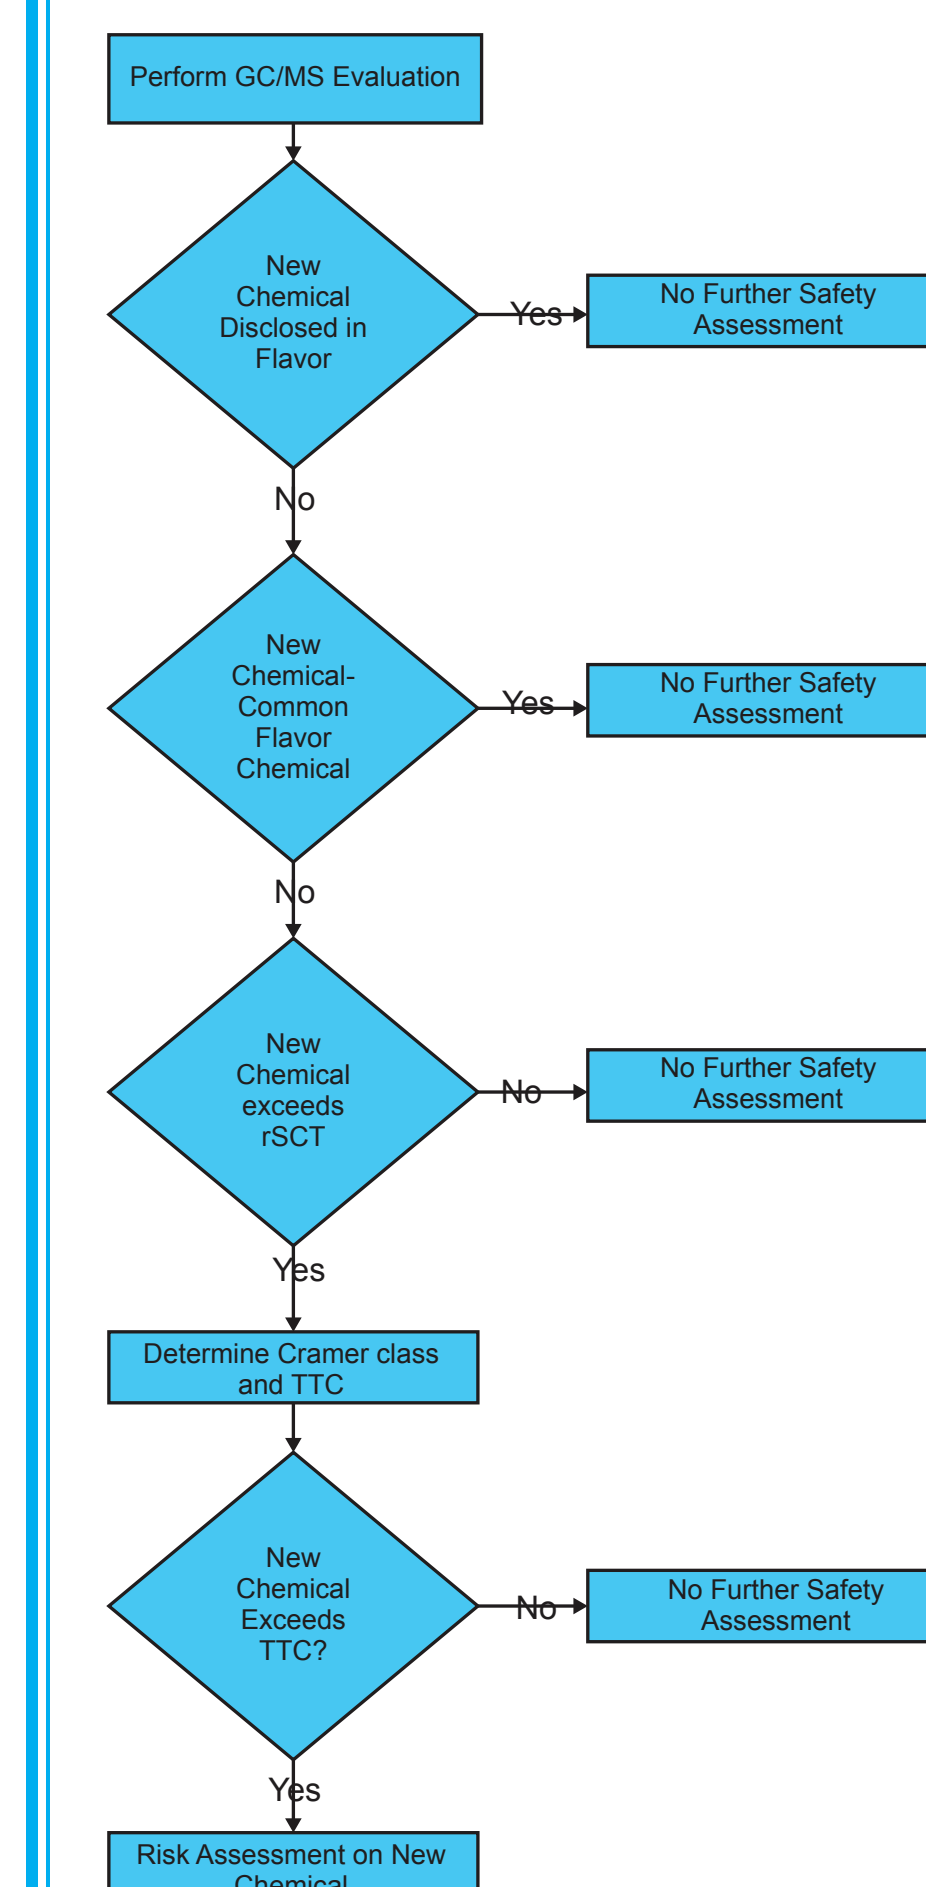 Perform GC/MS Evaluation
New
Chemical
Disclosed in
Flavor
Yes
No Further Safety
Assessment
No
New
Chemical-
Common
Flavor
Chemical
Yes
No Further Safety
Assessment
No
New
Chemical
exceeds
rSCT
No
No Further Safety
Assessment
Yes
Determine Cramer class
and TTC
New
Chemical
Exceeds
TTC?
No
No Further Safety
Assessment
Yes
Risk Assessment on New
Chemical